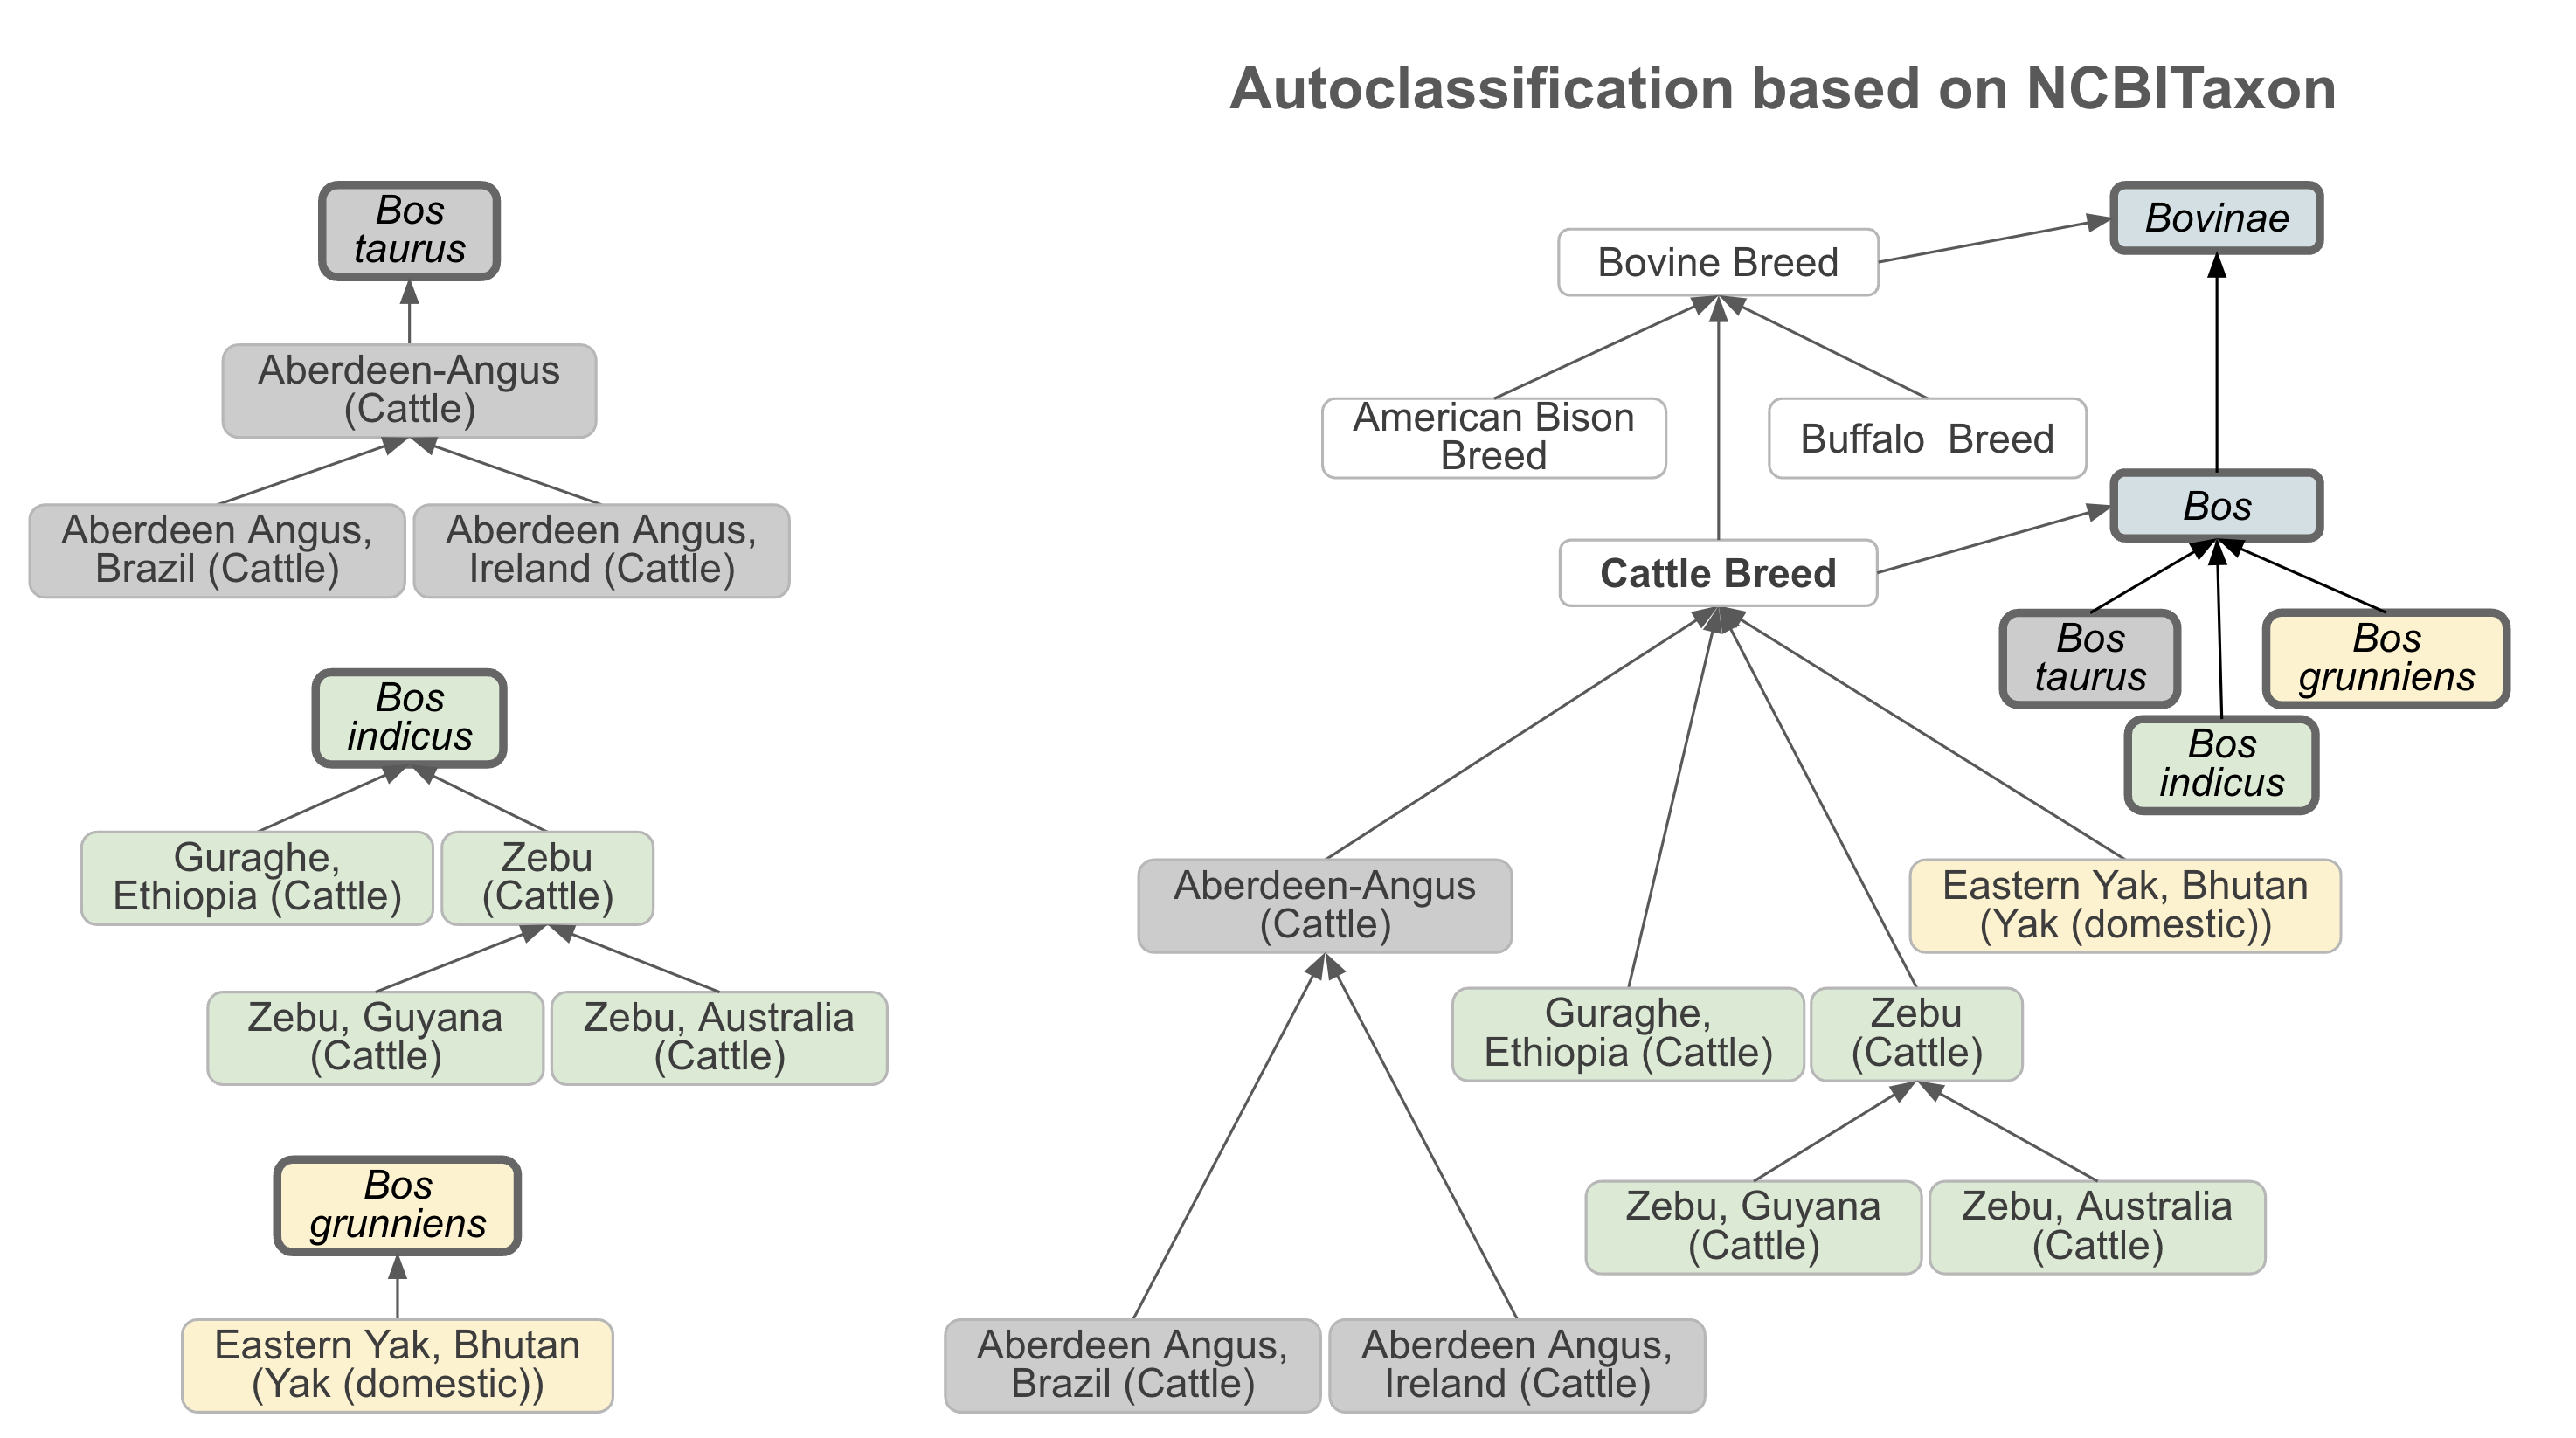 Autoclassification based on NCBITaxon
Bos
taurus
Aberdeen-Angus
(Cattle)
Aberdeen Angus,
Brazil (Cattle)
Aberdeen Angus,
Ireland (Cattle)
Bos
indicus
Guraghe,
Ethiopia (Cattle)
Zebu
(Cattle)
Zebu, Guyana
(Cattle)
Zebu, Australia
(Cattle)
Bos
grunniens
Eastern Yak, Bhutan
(Yak (domestic))
Bovine Breed
American Bison
Breed
Buffalo  Breed
Cattle Breed
Bovinae
Bos
Bos
taurus
Bos
grunniens
Bos
indicus
Aberdeen-Angus
(Cattle)
Guraghe,
Ethiopia (Cattle)
Zebu
(Cattle)
Eastern Yak, Bhutan
(Yak (domestic))
Zebu, Guyana
(Cattle)
Zebu, Australia
(Cattle)
Aberdeen Angus,
Brazil (Cattle)
Aberdeen Angus,
Ireland (Cattle)